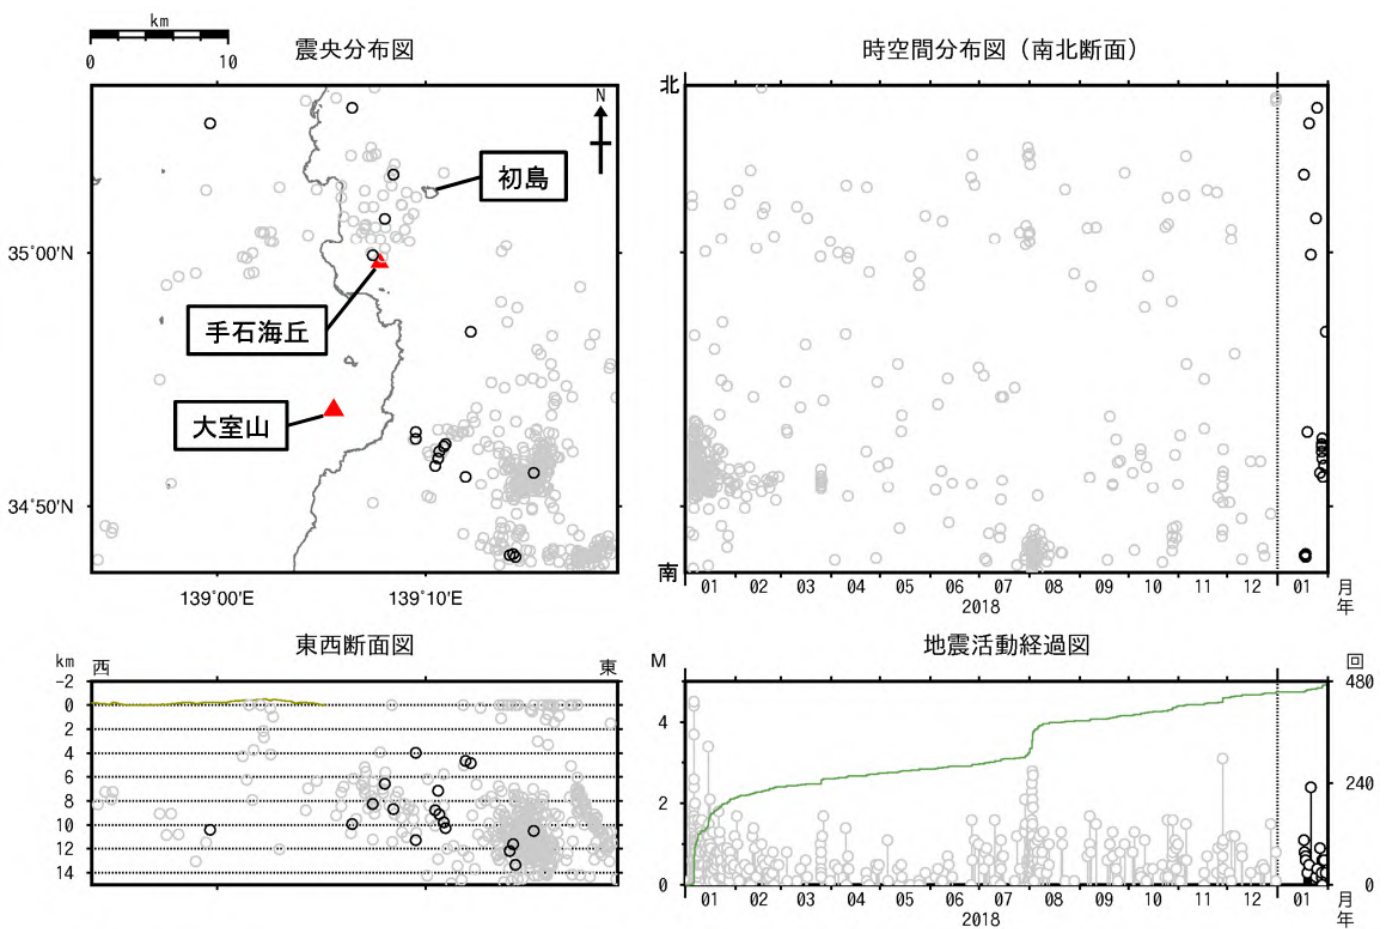 km
0 10
震央分布図
N
初島
35°00'N
手石海丘
大室山
34°50'N
139°00'E 139°10'E
時空間分布図（南北断面）
北
南
01 02 03 04 05 06 07 08 09 10 11 12 01 月
2018 年
東西断面図
km 西 東
-2
0
2
4
6
8
10
12
14
地震活動経過図
M 回
480
4
240
2
0 0
01 02 03 04 05 06 07 08 09 10 11 12 01 月
2018 年